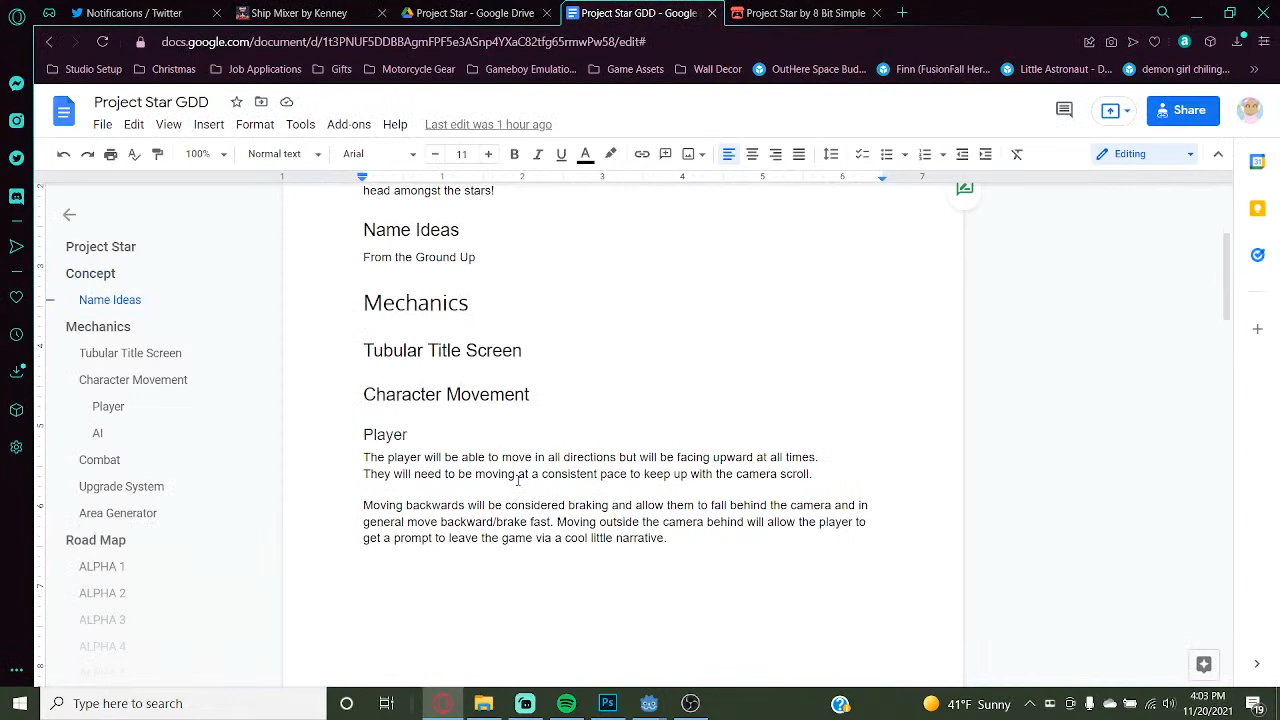 Notifications / Twitter
Ship Mixer by Kenney
Project Star - Google Drive
Project Star GDD - Google
Project Star by 8 Bit Simple
docs.google.com/document/d/1t3PNUF5DDBBAgmFPF5e3ASnp4YXaC82tfg65rmwPw58/edit#
Studio Setup
Christmas
Job Applications
Gifts
Motorcycle Gear
Gameboy Emulatio...
Game Assets
Wall Decor
OutHere Space Bud...
Finn (FusionFall Her...
Little Astronaut - D...
demon girl chiling...
Project Star GDD
File Edit View Insert Format Tools Add-ons Help Last edit was 1 hour ago
Share
100% Normal text Arial 11 Editing
1 1 2 3 4 5 6 7
Project Star
Concept
Name Ideas
Mechanics
Tubular Title Screen
Character Movement
Player
AI
Combat
Upgrade System
Area Generator
Road Map
ALPHA 1
ALPHA 2
ALPHA 3
ALPHA 4
head amongst the stars!
Name Ideas
From the Ground Up
Mechanics
Tubular Title Screen
Character Movement
Player
The player will be able to move in all directions but will be facing upward at all times.
They will need to be moving at a consistent pace to keep up with the camera scroll.
Moving backwards will be considered braking and allow them to fall behind the camera and in
general move backward/brake fast. Moving outside the camera behind will allow the player to
get a prompt to leave the game via a cool little narrative.
Type here to search
41°F Sunny
4:03 PM
11/20/2021
19